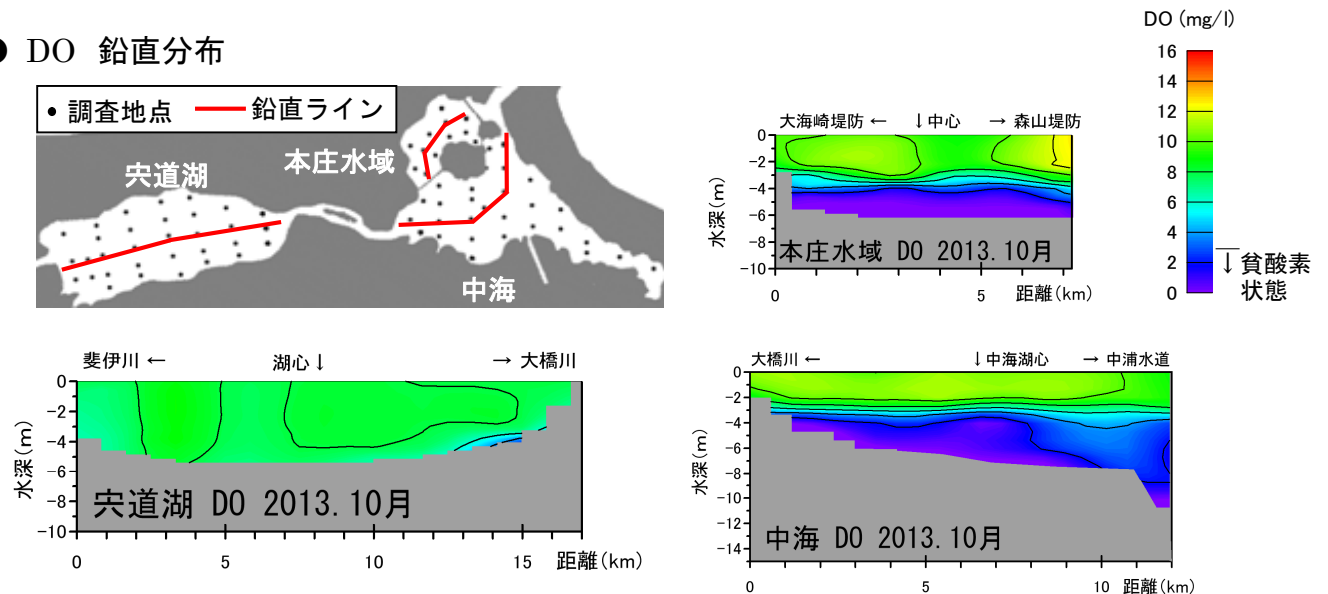 ● DO 鉛直分布
• 調査地点 ── 鉛直ライン
宍道湖
本庄水域
中海
DO (mg/l)
16
14
12
10
8
6
4
2
0
↓ 貧酸素
状態
大海崎堤防 ← ↓中心 → 森山堤防
水深(m)
0
-2
-4
-6
-8
-10
本庄水域 DO 2013.10月
0 5 距離(km)
斐伊川 ← 湖心↓ → 大橋川
水深(m)
0
-2
-4
-6
-8
-10
宍道湖 DO 2013.10月
0 5 10 15 距離(km)
大橋川 ← ↓中海湖心 → 中浦水道
水深(m)
0
-2
-4
-6
-8
-10
-12
-14
中海 DO 2013.10月
0 5 10 距離(km)